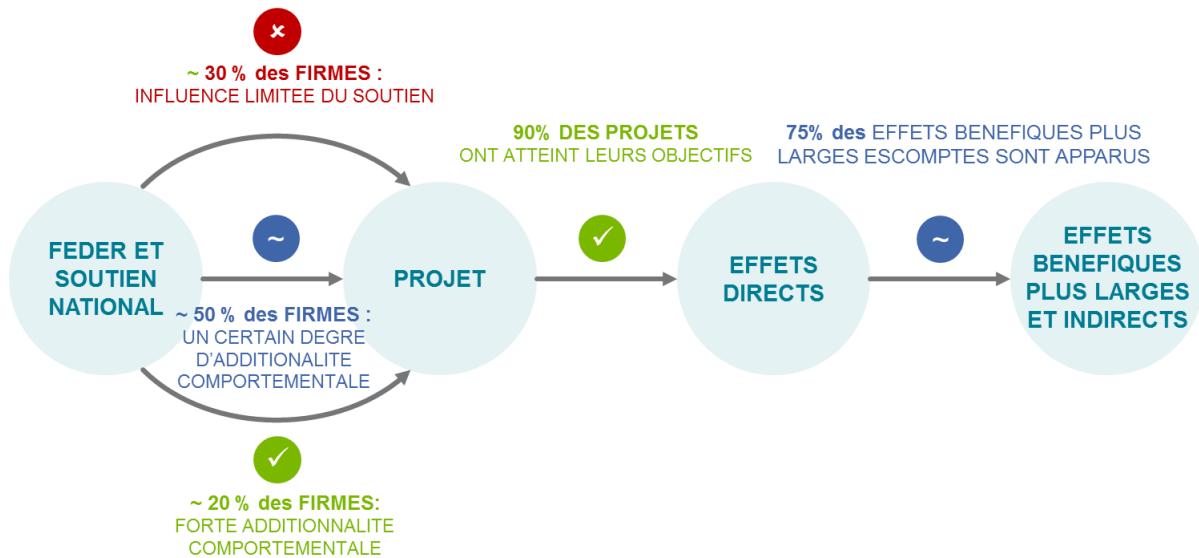 ~ 30 % des FIRMES :
INFLUENCE LIMITEE DU SOUTIEN
90% DES PROJETS
ONT ATTEINT LEURS OBJECTIFS
75% des EFFETS BENEFIQUES PLUS
LARGES ESCOMPTES SONT APPARUS
FEDER ET
SOUTIEN
NATIONAL
~
PROJET
EFFETS
DIRECTS
~
EFFETS
BENEFIQUES
PLUS LARGES
ET INDIRECTS
~ 50 % des FIRMES :
UN CERTAIN DEGRE
D'ADDITIONALITE
COMPORTEMENTALE
~ 20 % des FIRMES:
FORTE ADDITIONNALITE
COMPORTEMENTALE